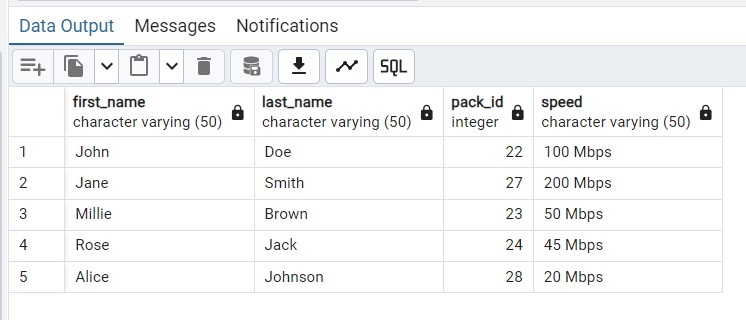 Data Output Messages Notifications
SQL
first_name last_name pack_id speed
character varying (50) character varying (50) integer character varying (50)
1 John Doe 22 100 Mbps
2 Jane Smith 27 200 Mbps
3 Millie Brown 23 50 Mbps
4 Rose Jack 24 45 Mbps
5 Alice Johnson 28 20 Mbps